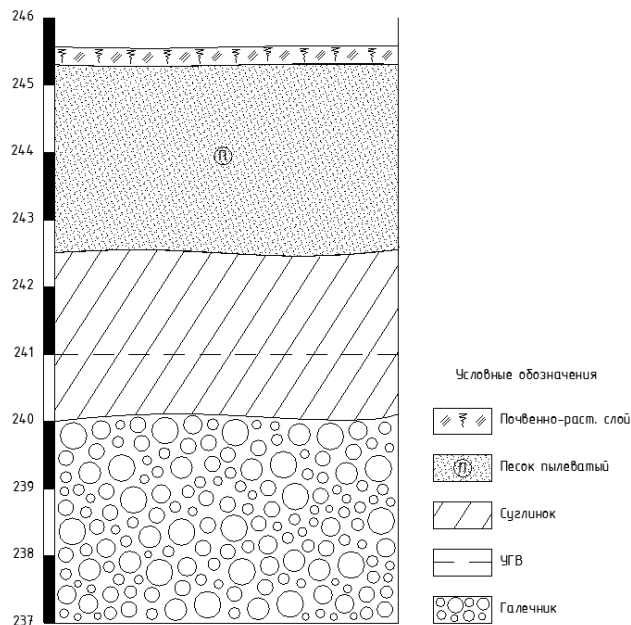 246
245
244
243
242
241
240
239
238
237
П
Условные обозначения
Почвенно-раст. слой
П
Песок пылеватый
Суглинок
УГВ
Галечник